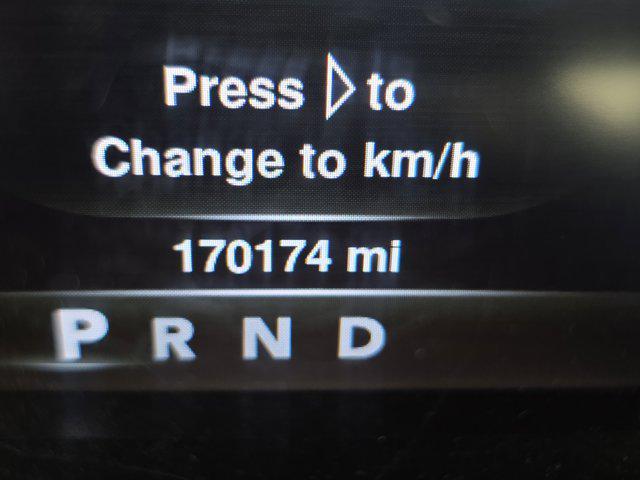 Press ▷ to
Change to km/h
170174 mi
P R N D